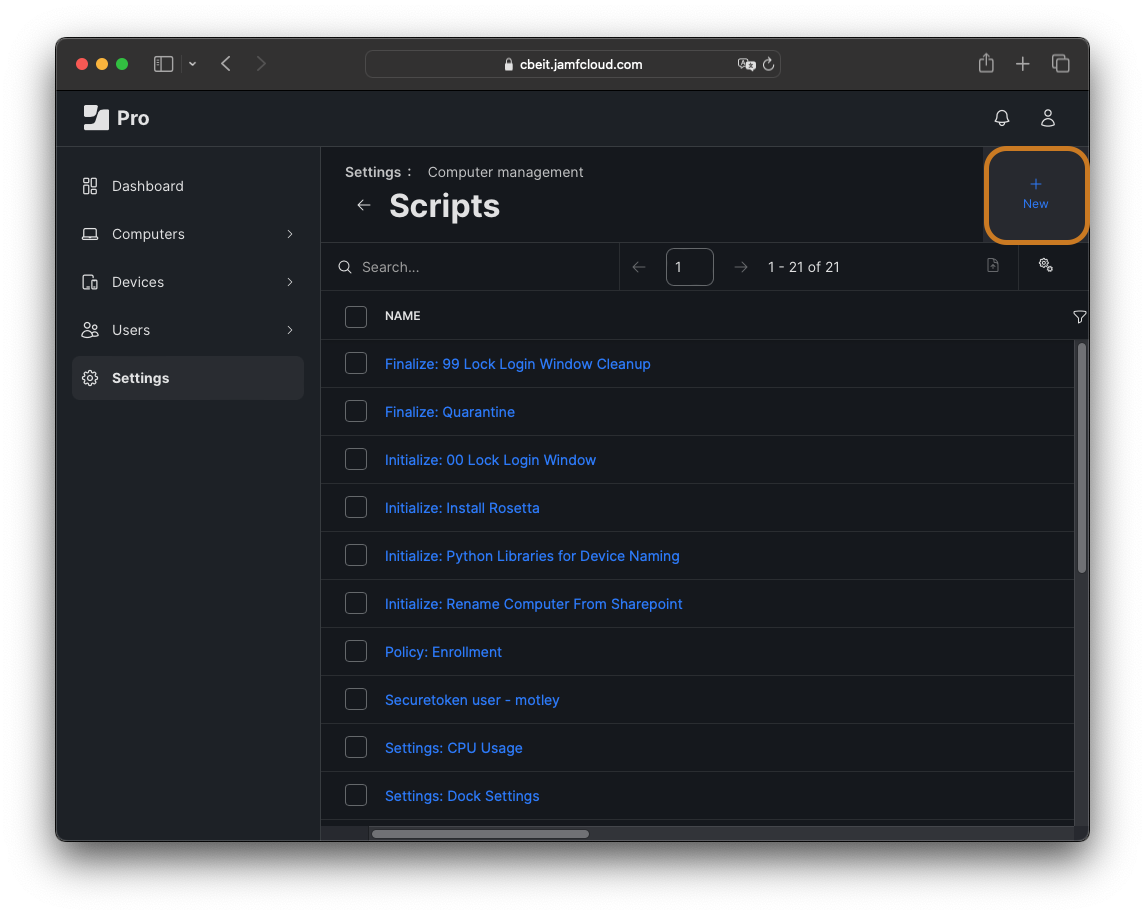 cbeit.jamfcloud.com
Pro
Dashboard
Computers
Devices
Users
Settings
Settings : Computer management
Scripts
New
Search...
1
1 - 21 of 21
NAME
Finalize: 99 Lock Login Window Cleanup
Finalize: Quarantine
Initialize: 00 Lock Login Window
Initialize: Install Rosetta
Initialize: Python Libraries for Device Naming
Initialize: Rename Computer From Sharepoint
Policy: Enrollment
Securetoken user - motley
Settings: CPU Usage
Settings: Dock Settings